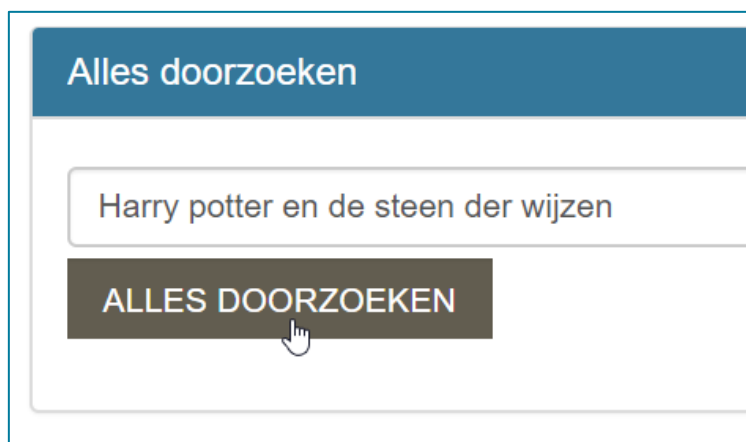 Alles doorzoeken
Harry potter en de steen der wijzen
ALLES DOORZOEKEN